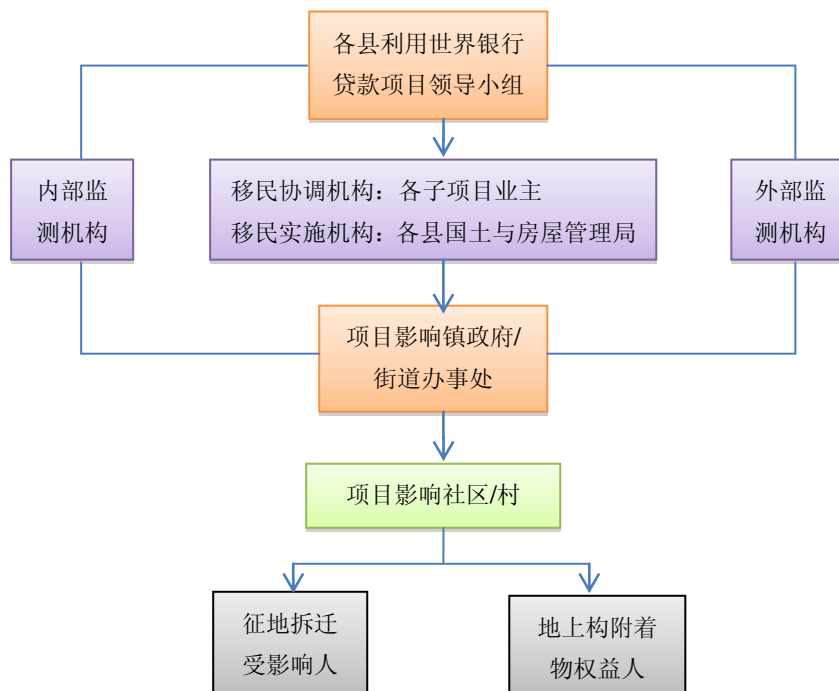 各县利用世界银行
贷款项目领导小组
内部监
测机构
移民协调机构：各子项目业主
移民实施机构：各县国土与房屋管理局
外部监
测机构
项目影响镇政府/
街道办事处
项目影响社区/村
征地拆迁
受影响人
地上构附着
物权益人